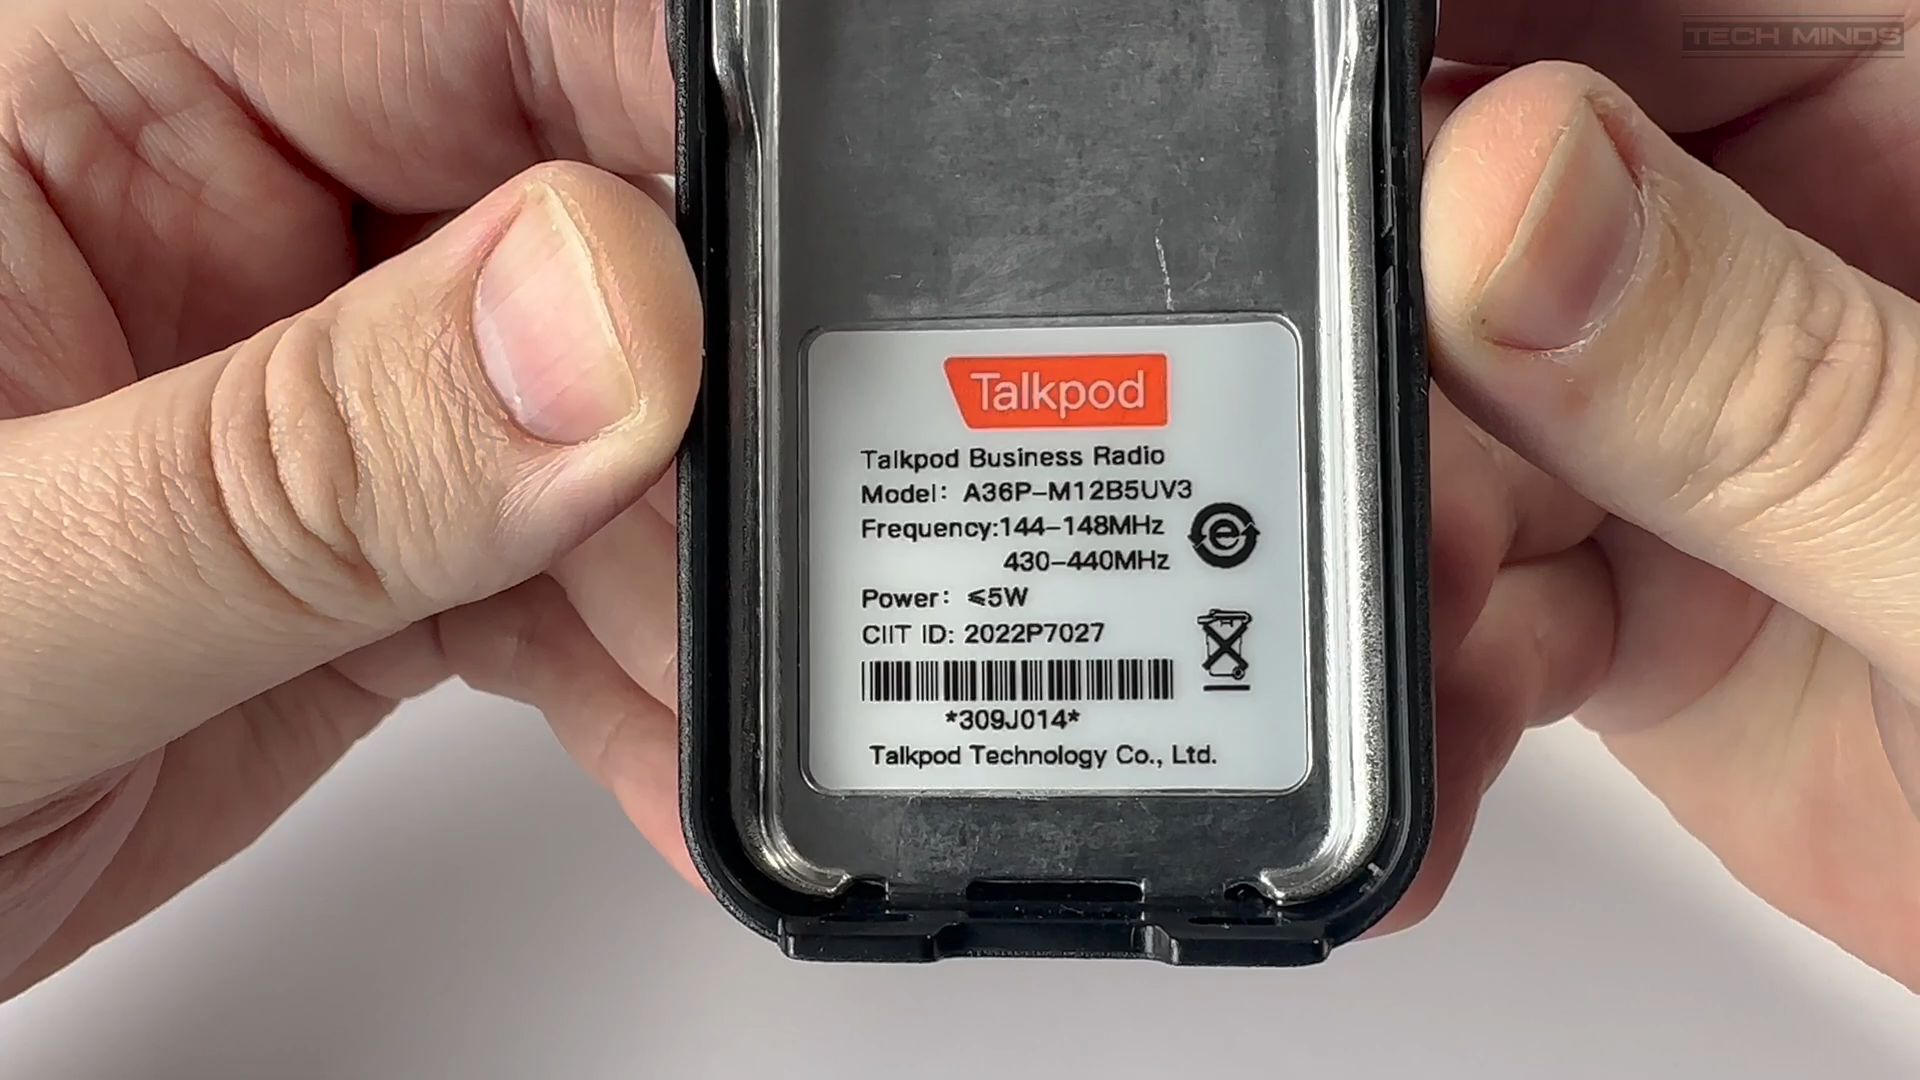 TECH MINDS
Talkpod
Talkpod Business Radio
Model: A36P-M12B5UV3
Frequency:144-148MHz
430-440MHz
e
Power: ⩽5W
CIIT ID: 2022P7027
*309J014*
Talkpod Technology Co., Ltd.